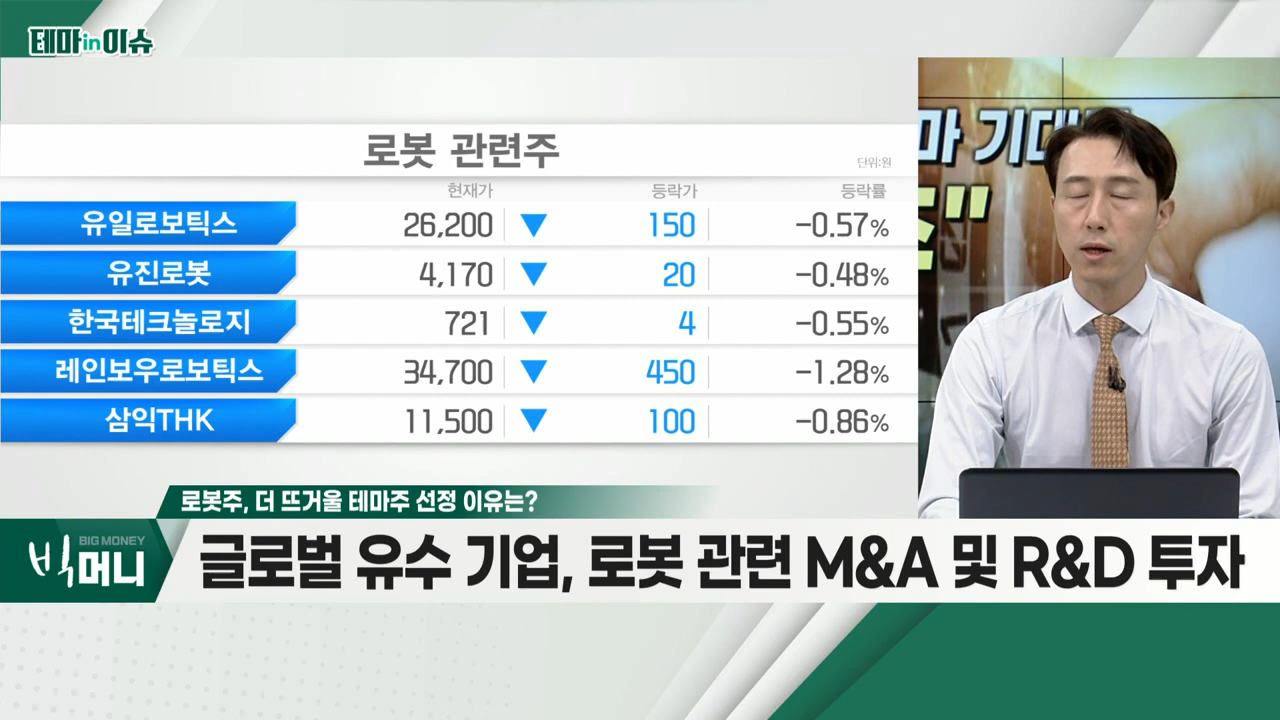 테마in이슈
로봇 관련주
단위:원
현재가 등락가 등락률
유일로보틱스 26,200 ▼ 150 -0.57%
유진로봇 4,170 ▼ 20 -0.48%
한국테크놀로지 721 ▼ 4 -0.55%
레인보우로보틱스 34,700 ▼ 450 -1.28%
삼익THK 11,500 ▼ 100 -0.86%
마 기대
로봇주, 더 뜨거울 테마주 선정 이유는?
BIG MONEY
빅머니
글로벌 유수 기업, 로봇 관련 M&A 및 R&D 투자